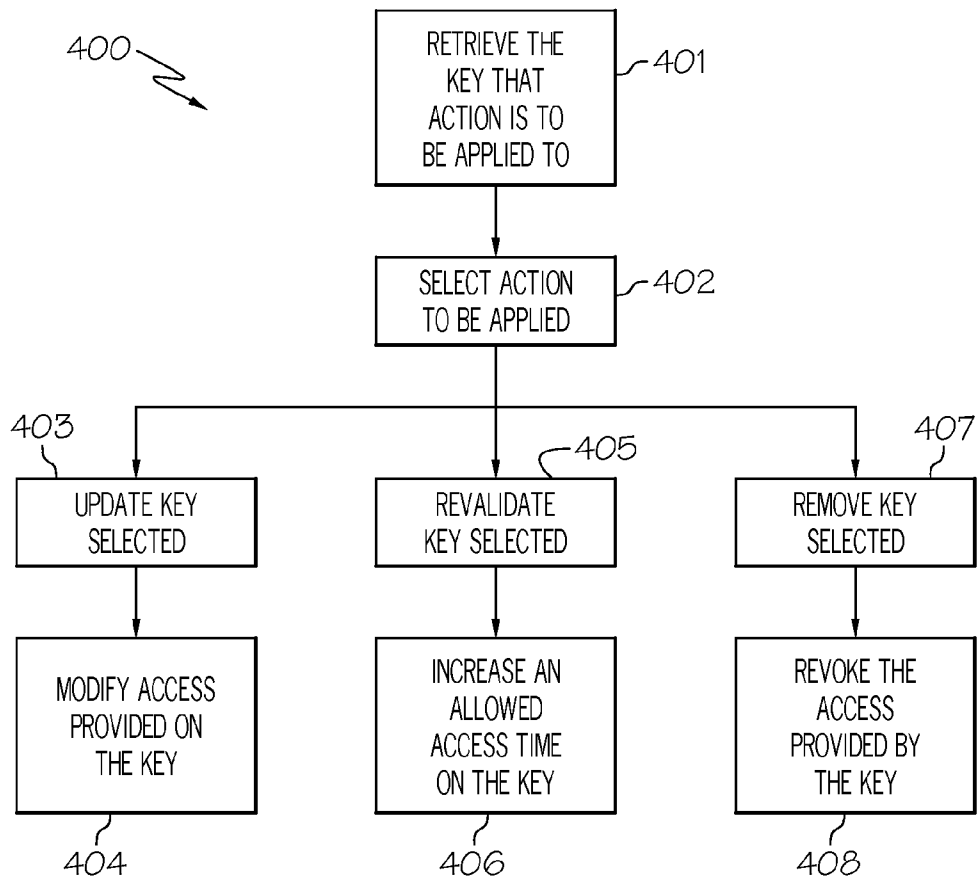 400
RETRIEVE THE
KEY THAT
ACTION IS TO
BE APPLIED TO
401
SELECT ACTION
TO BE APPLIED
402
403
UPDATE KEY
SELECTED
405
REVALIDATE
KEY SELECTED
407
REMOVE KEY
SELECTED
MODIFY ACCESS
PROVIDED ON
THE KEY
404
INCREASE AN
ALLOWED
ACCESS TIME
ON THE KEY
406
REVOKE THE
ACCESS
PROVIDED BY
THE KEY
408